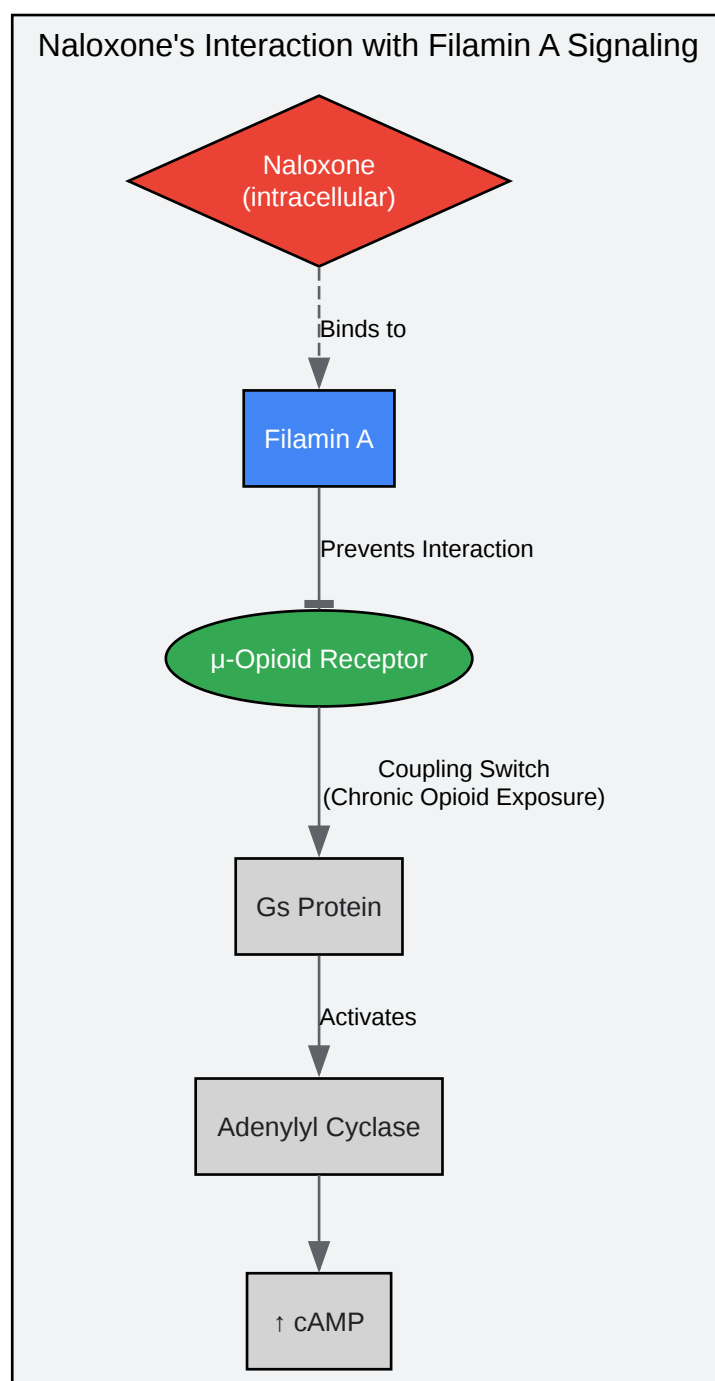 Naloxone's Interaction with Filamin A Signaling
Naloxone
(intracellular)
Binds to
Filamin A
Prevents Interaction
μ-Opioid Receptor
Coupling Switch
(Chronic Opioid Exposure)
Gs Protein
Activates
Adenylyl Cyclase
↑ cAMP